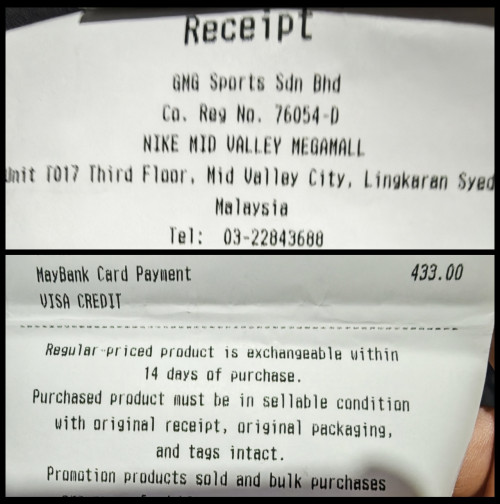 Receipt
GMG Sports Sdn Bhd
Co. Reg No. 76054-D
NIKE MID VALLEY MEGAMALL
Unit T017 Third Floor, Mid Valley City, Lingkaran Syed
Malaysia
Tel: 03-22843688
MayBank Card Payment 433.00
VISA CREDIT
Regular-priced product is exchangeable within
14 days of purchase.
Purchased product must be in sellable condition
with original receipt, original packaging,
and tags intact.
Promotion products sold and bulk purchases